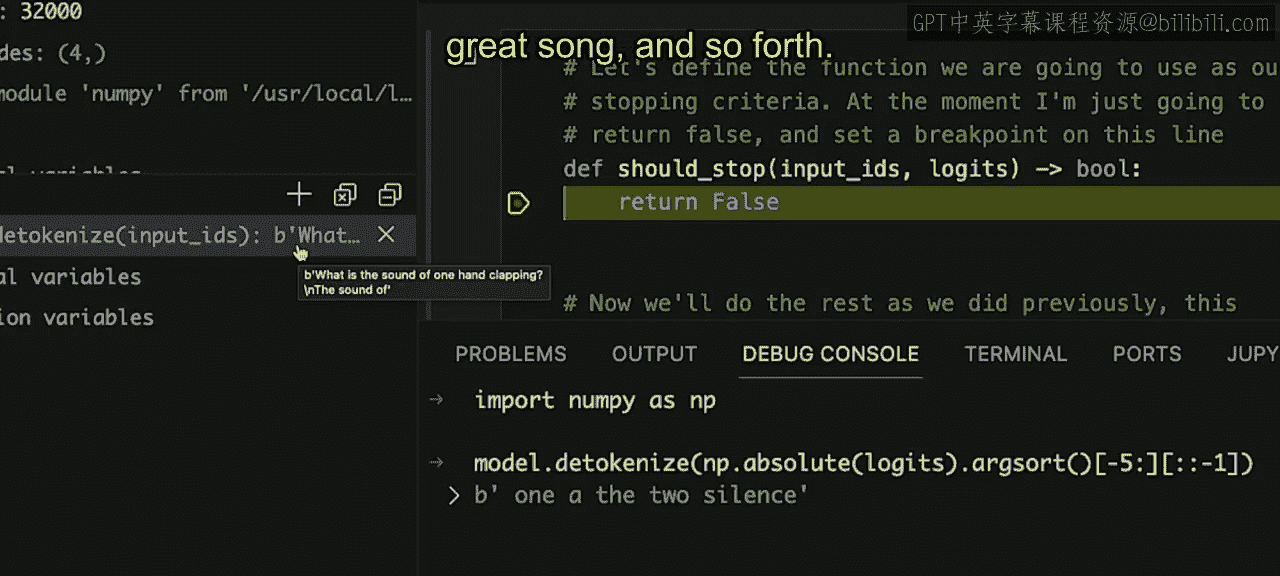 : 32000
GPT中英字幕课程资源@bilibili.com
great song, and so forth.
des: (4,)
module 'numpy' from '/usr/local/l…
detokenize(input_ids): b'What…
b'What is the sound of one hand clapping?
\nThe sound of'
al variables
ion variables
# Let's define the function we are going to use as ou
# stopping criteria. At the moment I'm just going to
# return false, and set a breakpoint on this line
def should_stop(input_ids, logits) -> bool:
return False
# Now we'll do the rest as we did previously, this
PROBLEMS OUTPUT DEBUG CONSOLE TERMINAL PORTS JUPY
→ import numpy as np
→ model.detokenize(np.absolute(logits).argsort()[-5:][::-1])
> b' one a the two silence'